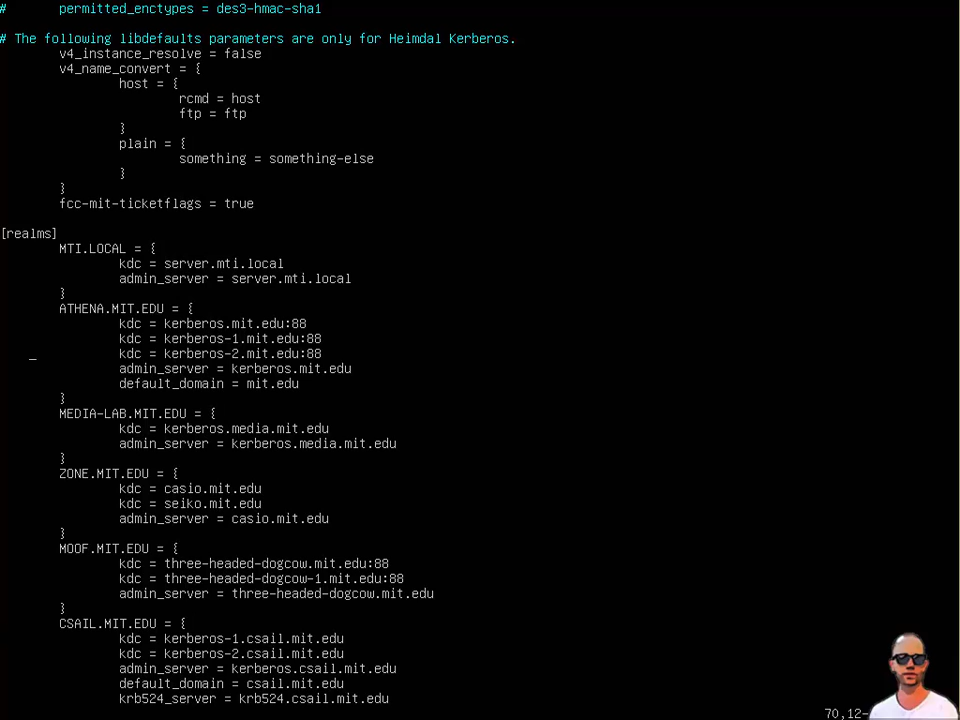 #       permitted_enctypes = des3-hmac-sha1
# The following libdefaults parameters are only for Heimdal Kerberos.
        v4_instance_resolve = false
        v4_name_convert = {
                host = {
                        rcmd = host
                        ftp = ftp
                }
                plain = {
                        something = something-else
                }
        }
        fcc-mit-ticketflags = true
[realms]
        MTI.LOCAL = {
                kdc = server.mti.local
                admin_server = server.mti.local
        }
        ATHENA.MIT.EDU = {
                kdc = kerberos.mit.edu:88
                kdc = kerberos-1.mit.edu:88
                kdc = kerberos-2.mit.edu:88
                admin_server = kerberos.mit.edu
                default_domain = mit.edu
        }
        MEDIA-LAB.MIT.EDU = {
                kdc = kerberos.media.mit.edu
                admin_server = kerberos.media.mit.edu
        }
        ZONE.MIT.EDU = {
                kdc = casio.mit.edu
                kdc = seiko.mit.edu
                admin_server = casio.mit.edu
        }
        MOOF.MIT.EDU = {
                kdc = three-headed-dogcow.mit.edu:88
                kdc = three-headed-dogcow-1.mit.edu:88
                admin_server = three-headed-dogcow.mit.edu
        }
        CSAIL.MIT.EDU = {
                kdc = kerberos-1.csail.mit.edu
                kdc = kerberos-2.csail.mit.edu
                admin_server = kerberos.csail.mit.edu
                default_domain = csail.mit.edu
                krb524_server = krb524.csail.mit.edu
70,12-